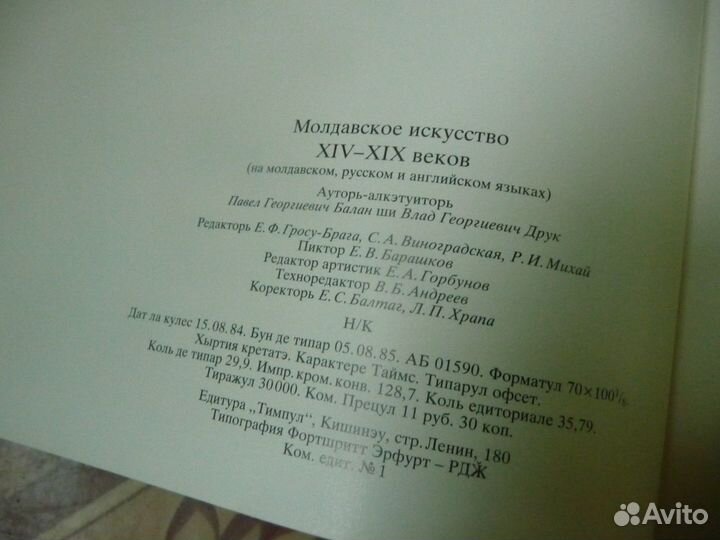 Молдавское искусство
XIV–XIX веков
(на молдавском, русском и английском языках)
Ауторь-алкэтуиторь
Павел Георгиевич Балан ши Влад Георгиевич Друк
Редакторь Е. Ф. Гросу-Брага, С. А. Виноградская, Р. И. Михай
Пиктор Е. В. Барашков
Редактор артистик Е. А. Горбунов
Техноредактор В. Б. Андреев
Коректорь Е. С. Балтаг, Л. П. Храпа
Н/К
Дат ла кулес 15.08.84. Бун де типар 05.08.85. АБ 01590. Форматул 70×100¹/₈.
Хыртия кретатэ. Карактере Таймс. Типарул офсет.
Коль де типар 29,9. Импр. кром. конв. 128,7. Коль едиториале 35,79.
Тиражул 30000. Ком. Прецул 11 руб. 30 коп.
Едитура „Тимпул", Кишинэу, стр. Ленин, 180
Типография Фортшритт Эрфурт – РДЖ
Ком. едит. № 1
Avito